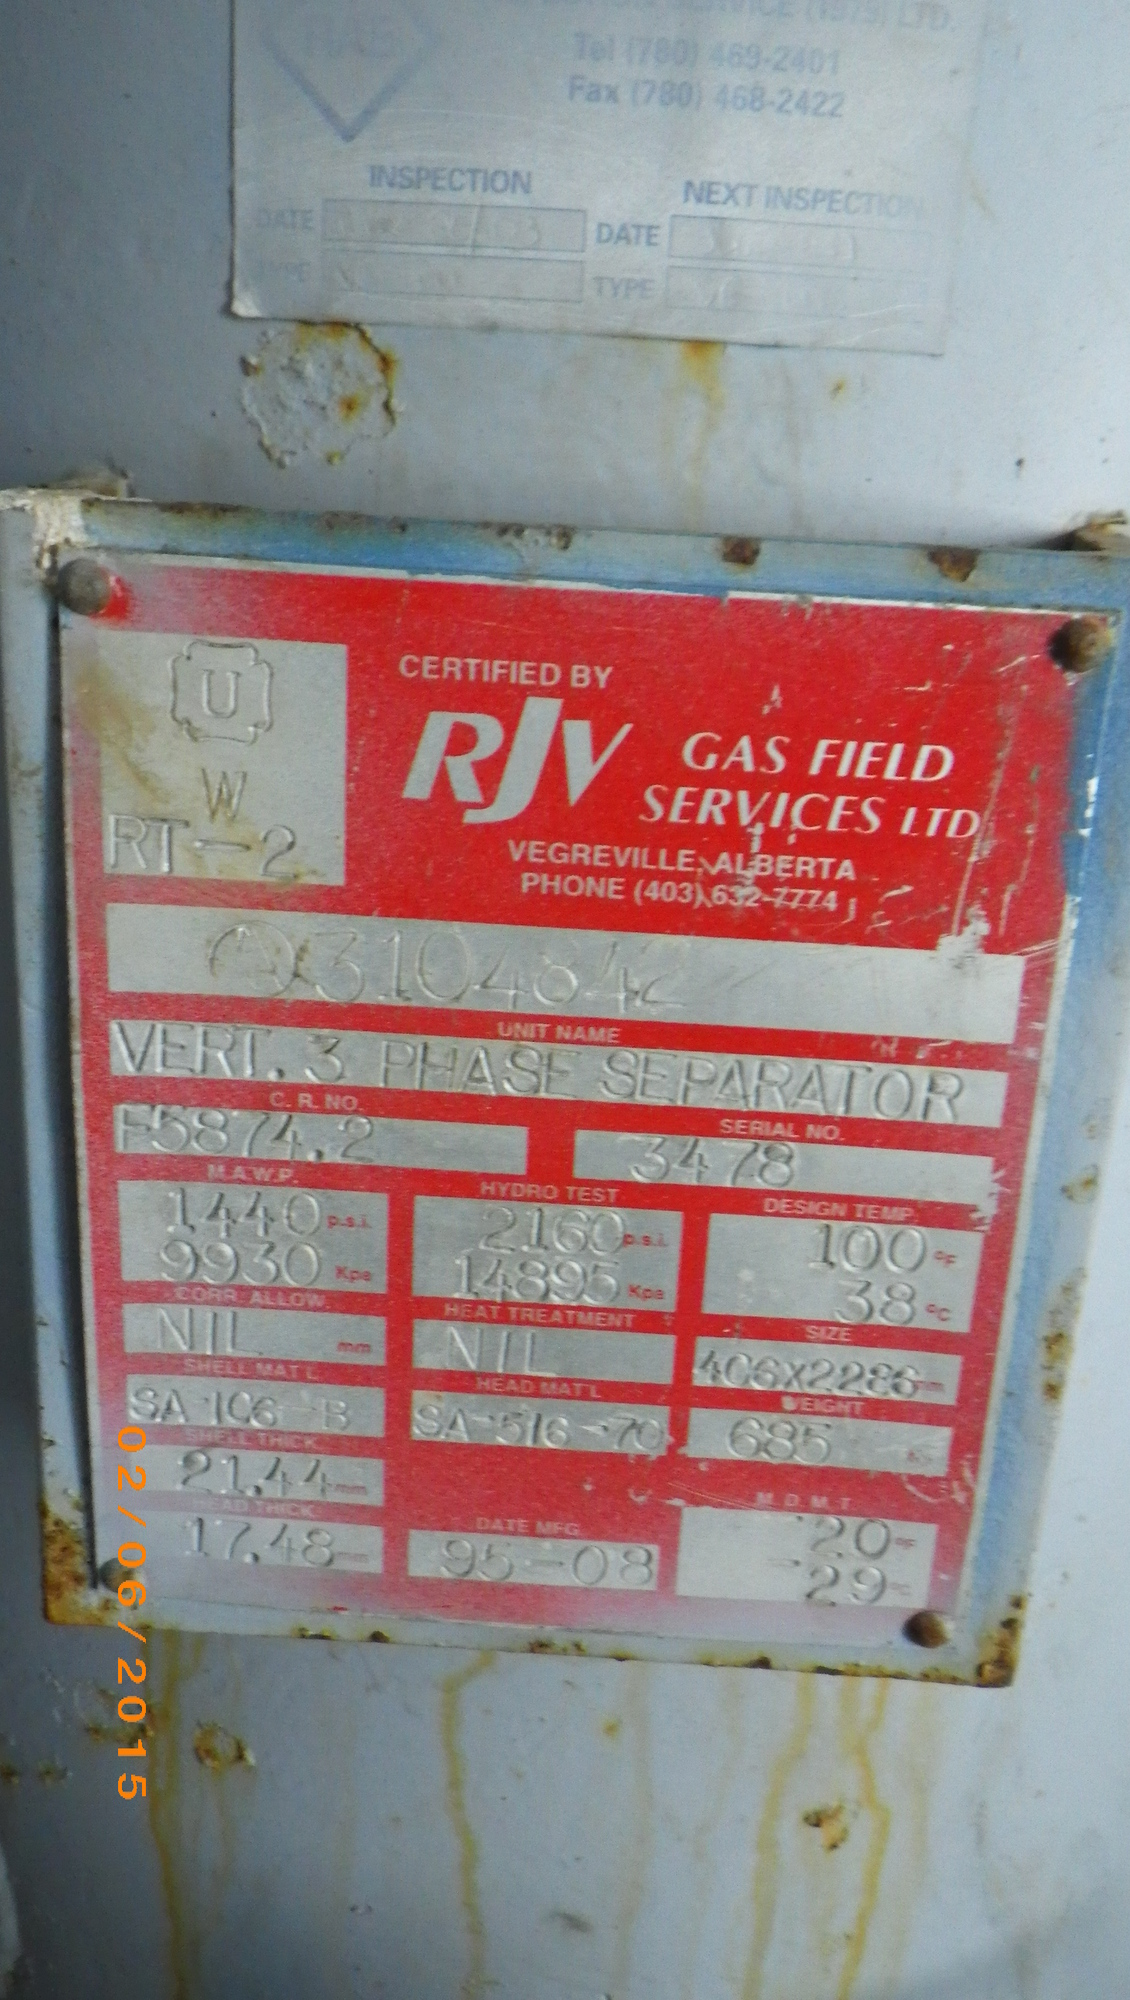 SERVICE (1979) LTD.
Tel (780) 469-2401
Fax (780) 468-2422
INSPECTION
NEXT INSPECTION
DATE
DATE
TYPE
TYPE
U
W
RT-2
CERTIFIED BY
RJV GAS FIELD
SERVICES LTD
VEGREVILLE, ALBERTA
PHONE (403) 632-7774
A 3104842
UNIT NAME
VERT. 3 PHASE SEPARATOR
C. R. NO.
SERIAL NO.
F5874.2
3478
M.A.W.P.
HYDRO TEST
DESIGN TEMP.
1440 p.s.i.
2160 p.s.i.
100 °F
9930 Kpa
14895 Kpa
38 °C
CORR. ALLOW.
HEAT TREATMENT
SIZE
NIL mm
NIL
406X2286 mm
SHELL MAT'L
HEAD MAT'L
WEIGHT
SA-106-B
SA-516-70
685
SHELL THICK.
21.44 mm
HEAD THICK.
DATE MFG.
M. D. M. T.
17.48 mm
95-08
-20 °F
-29 °C
02/06/2015